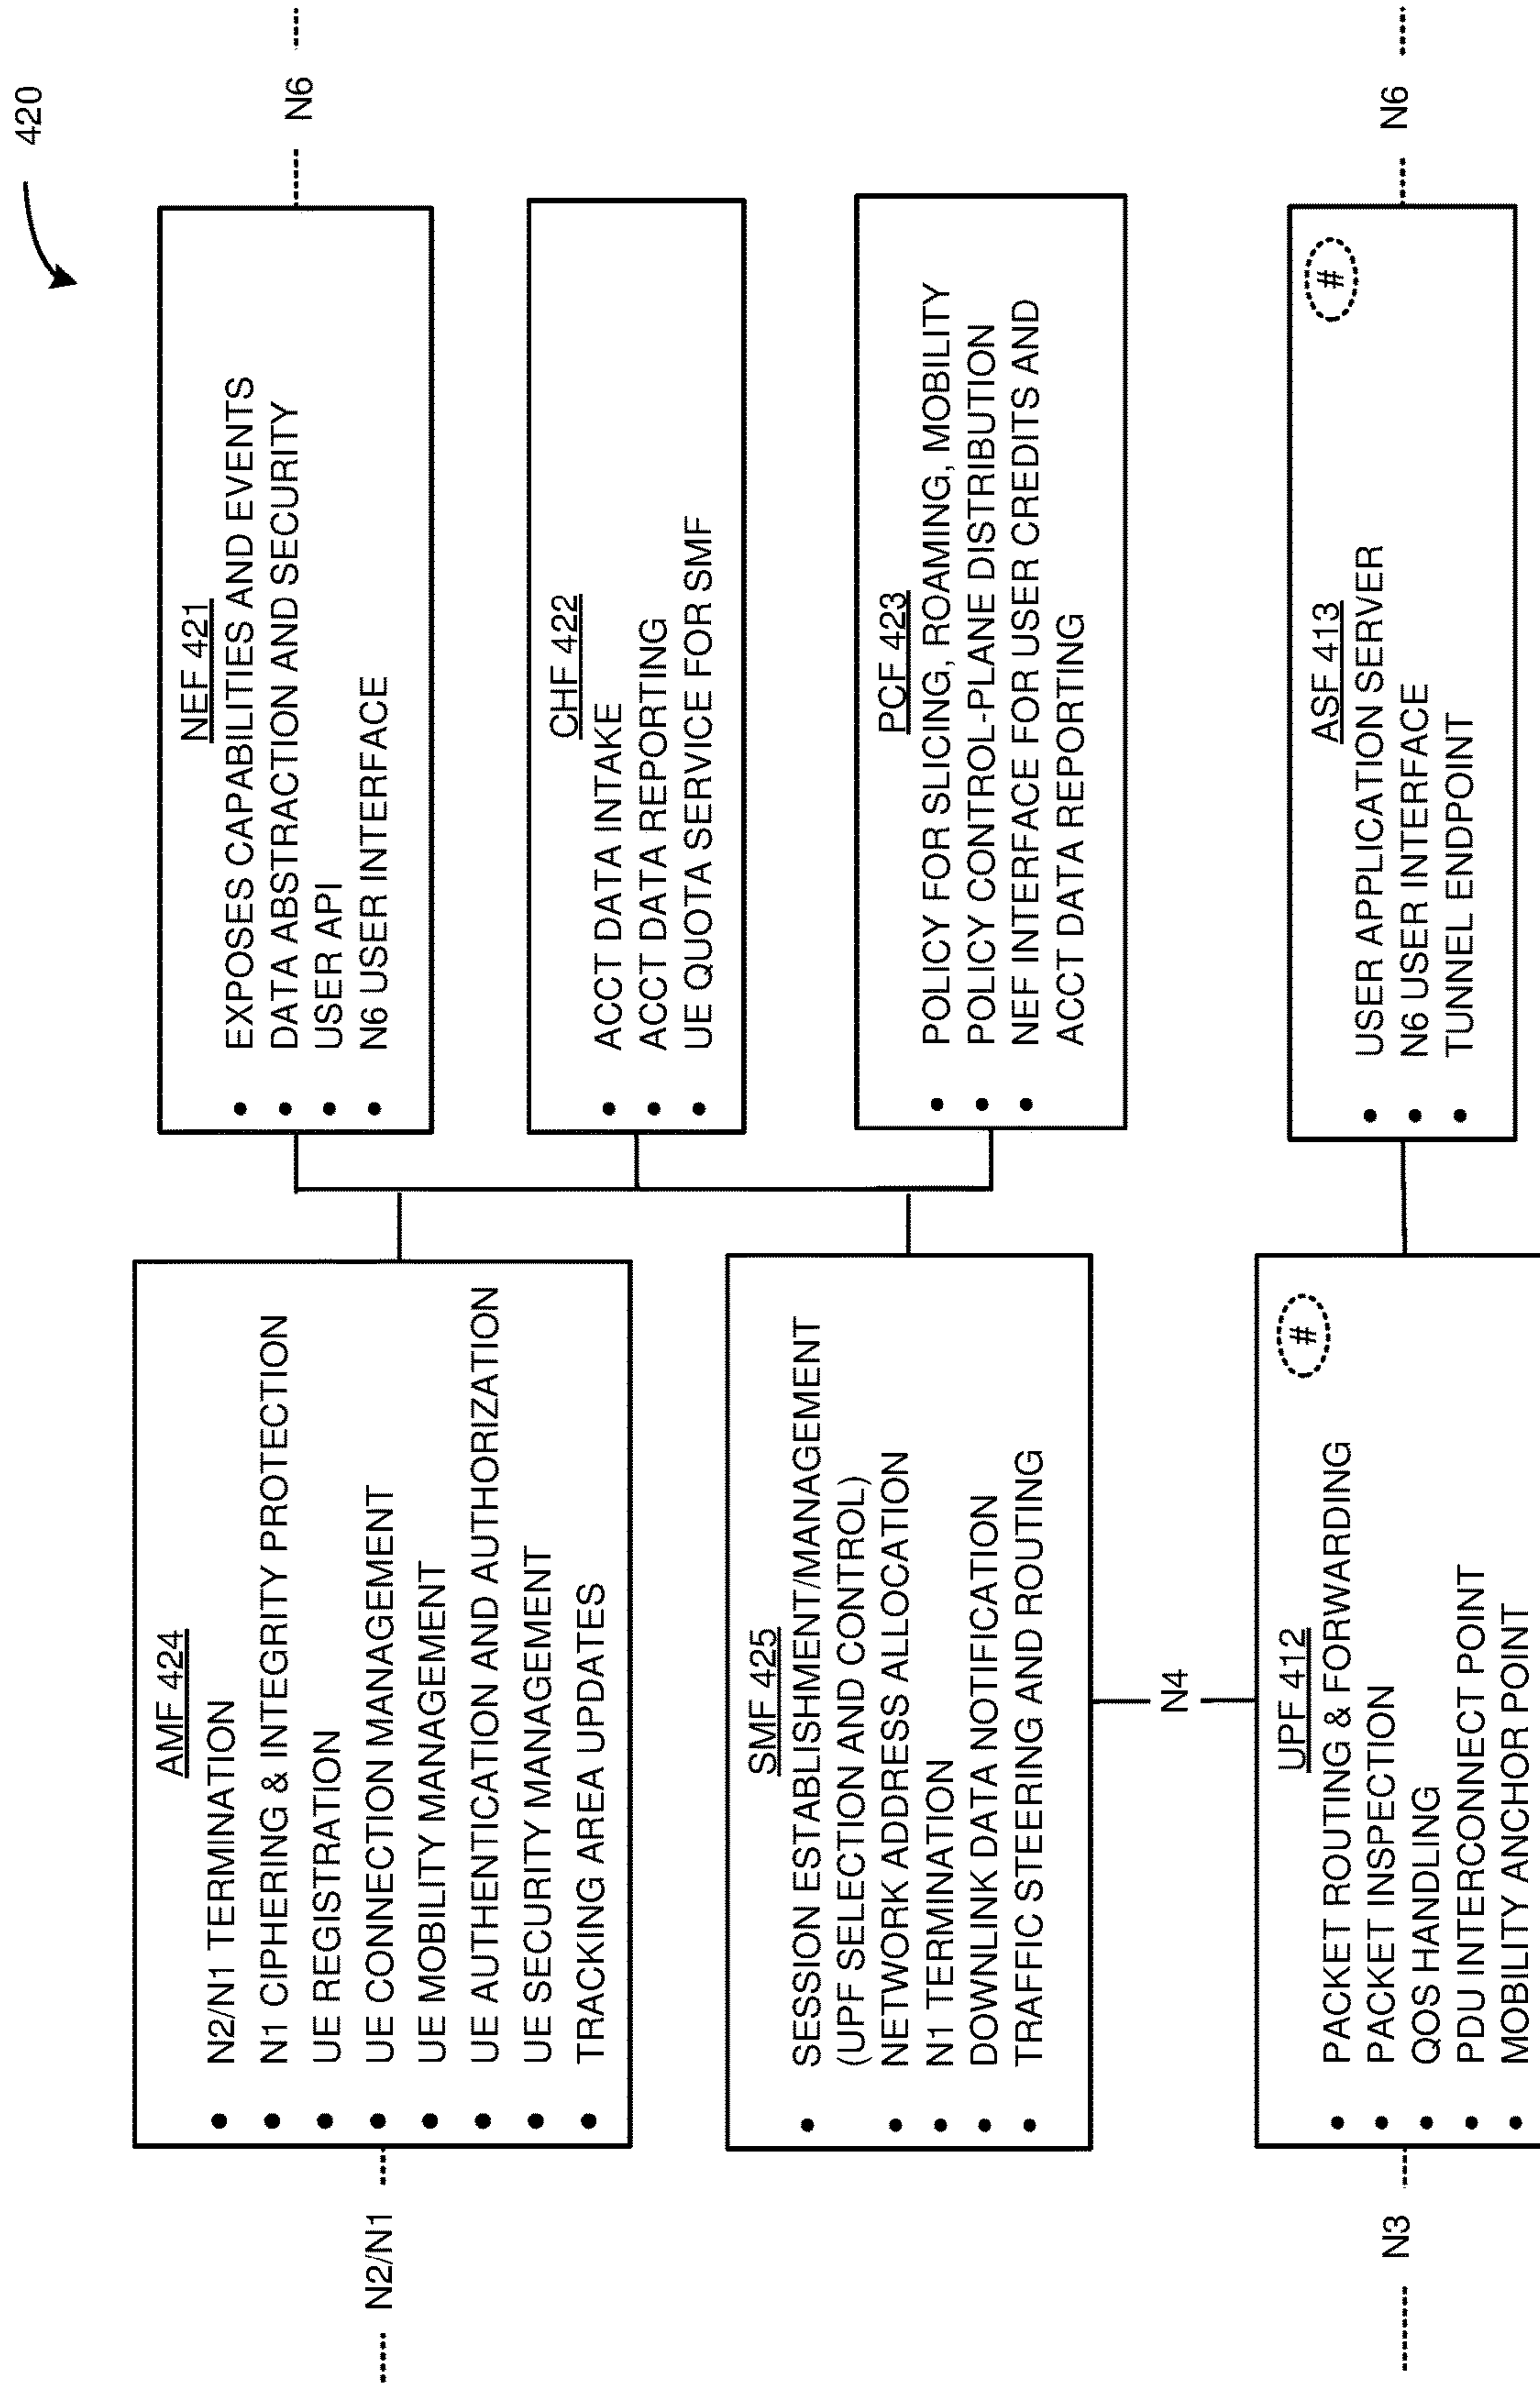 420
AMF 424
• N2/N1 TERMINATION
• N1 CIPHERING & INTEGRITY PROTECTION
• UE REGISTRATION
• UE CONNECTION MANAGEMENT
• UE MOBILITY MANAGEMENT
• UE AUTHENTICATION AND AUTHORIZATION
• UE SECURITY MANAGEMENT
• TRACKING AREA UPDATES
N2/N1
NEF 421
• EXPOSES CAPABILITIES AND EVENTS
• DATA ABSTRACTION AND SECURITY
• USER API
• N6 USER INTERFACE
N6
CHF 422
• ACCT DATA INTAKE
• ACCT DATA REPORTING
• UE QUOTA SERVICE FOR SMF
SMF 425
• SESSION ESTABLISHMENT/MANAGEMENT
(UPF SELECTION AND CONTROL)
• NETWORK ADDRESS ALLOCATION
• N1 TERMINATION
• DOWNLINK DATA NOTIFICATION
• TRAFFIC STEERING AND ROUTING
PCF 423
• POLICY FOR SLICING, ROAMING, MOBILITY
• POLICY CONTROL-PLANE DISTRIBUTION
• NEF INTERFACE FOR USER CREDITS AND
ACCT DATA REPORTING
N4
UPF 412
#
• PACKET ROUTING & FORWARDING
• PACKET INSPECTION
• QOS HANDLING
• PDU INTERCONNECT POINT
• MOBILITY ANCHOR POINT
N3
ASF 413
#
• USER APPLICATION SERVER
• N6 USER INTERFACE
• TUNNEL ENDPOINT
N6